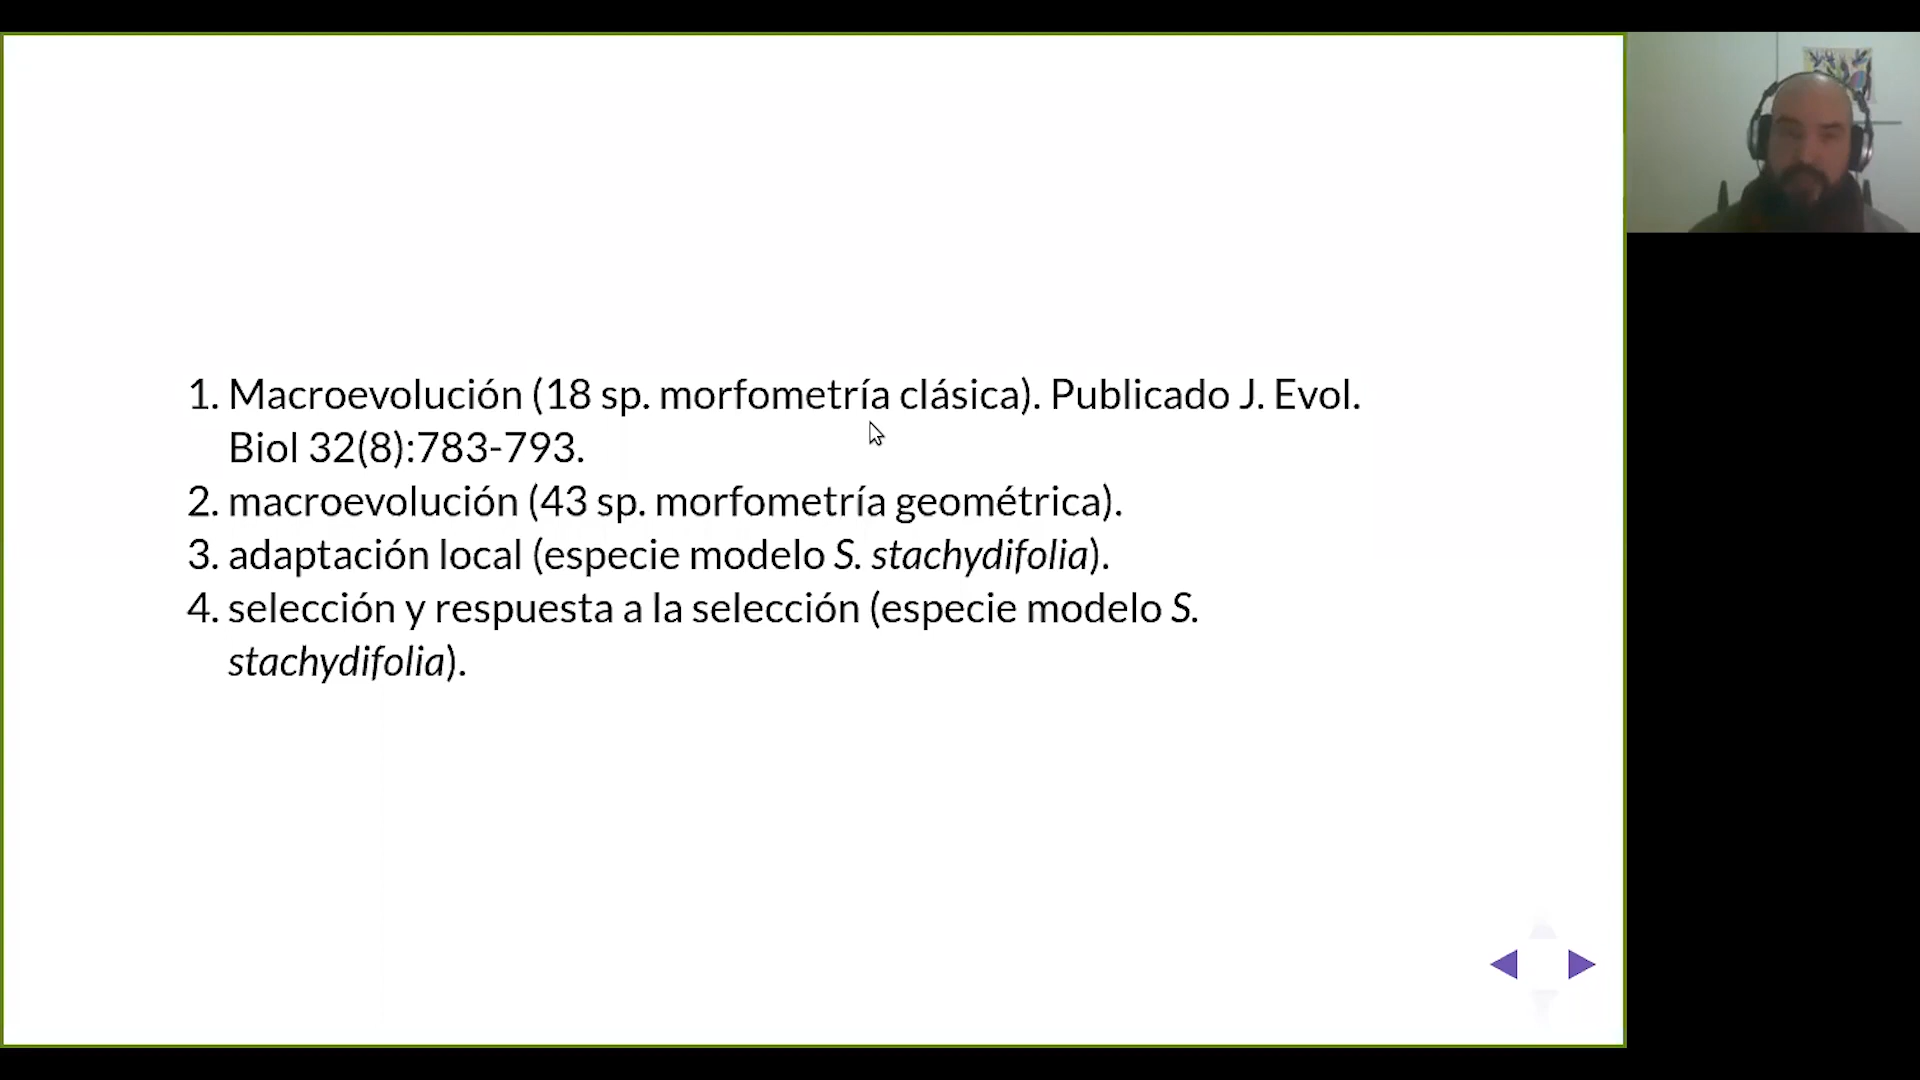 1. Macroevolución (18 sp. morfometría clásica). Publicado J. Evol.
Biol 32(8):783-793.
2. macroevolución (43 sp. morfometría geométrica).
3. adaptación local (especie modelo S. stachydifolia).
4. selección y respuesta a la selección (especie modelo S.
stachydifolia).